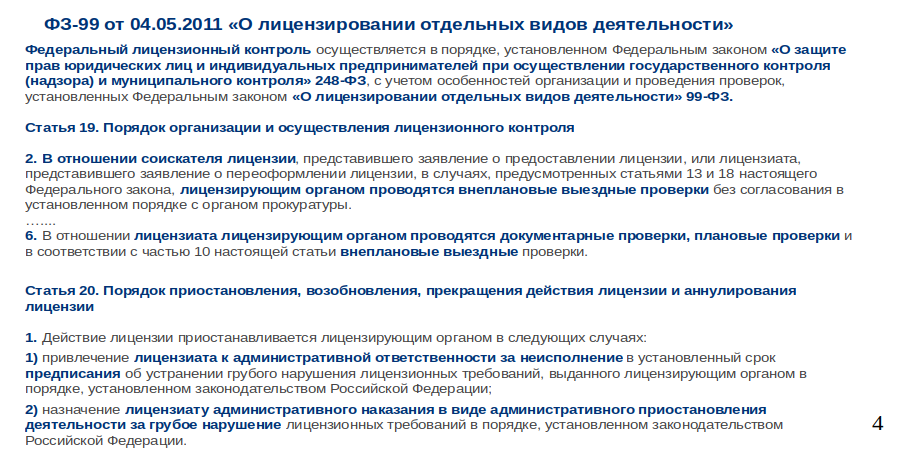 ФЗ-99 от 04.05.2011 «О лицензировании отдельных видов деятельности»
Федеральный лицензионный контроль осуществляется в порядке, установленном Федеральным законом «О защите
прав юридических лиц и индивидуальных предпринимателей при осуществлении государственного контроля
(надзора) и муниципального контроля» 248-ФЗ, с учетом особенностей организации и проведения проверок,
установленных Федеральным законом «О лицензировании отдельных видов деятельности» 99-ФЗ.
Статья 19. Порядок организации и осуществления лицензионного контроля
2. В отношении соискателя лицензии, представившего заявление о предоставлении лицензии, или лицензиата,
представившего заявление о переоформлении лицензии, в случаях, предусмотренных статьями 13 и 18 настоящего
Федерального закона, лицензирующим органом проводятся внеплановые выездные проверки без согласования в
установленном порядке с органом прокуратуры.
…....
6. В отношении лицензиата лицензирующим органом проводятся документарные проверки, плановые проверки и
в соответствии с частью 10 настоящей статьи внеплановые выездные проверки.
Статья 20. Порядок приостановления, возобновления, прекращения действия лицензии и аннулирования
лицензии
1. Действие лицензии приостанавливается лицензирующим органом в следующих случаях:
1) привлечение лицензиата к административной ответственности за неисполнение в установленный срок
предписания об устранении грубого нарушения лицензионных требований, выданного лицензирующим органом в
порядке, установленном законодательством Российской Федерации;
2) назначение лицензиату административного наказания в виде административного приостановления
деятельности за грубое нарушение лицензионных требований в порядке, установленном законодательством
Российской Федерации.
4